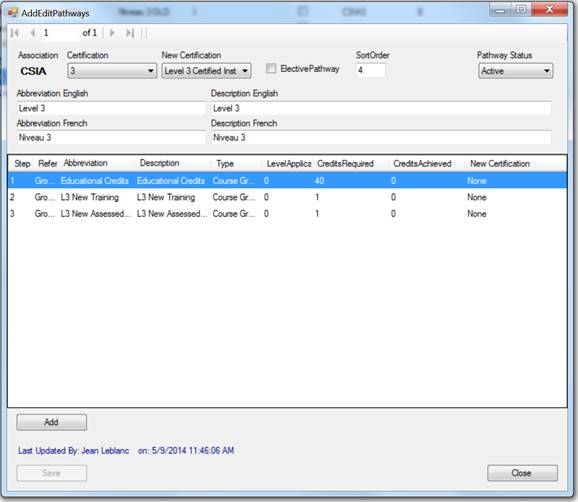 AddEditPathways
1 of 1
Association Certification New Certification SortOrder Pathway Status
CSIA 3 Level 3 Certified Inst ElectivePathway 4 Active
Abbreviation English Description English
Level 3 Level 3
Abbreviation French Description French
Niveau 3 Niveau 3
Step Refer Abbreviation Description Type LevelApplica CreditsRequired CreditsAchieved New Certification
1 Gro... Educational Credits Educational Credits Course Gr... 0 40 0 None
2 Gro... L3 New Training L3 New Training Course Gr... 0 1 0 None
3 Gro... L3 New Assessed... L3 New Assessed... Course Gr... 0 1 0 None
Add
Last Updated By: Jean Leblanc on: 5/9/2014 11:46:06 AM
Save Close